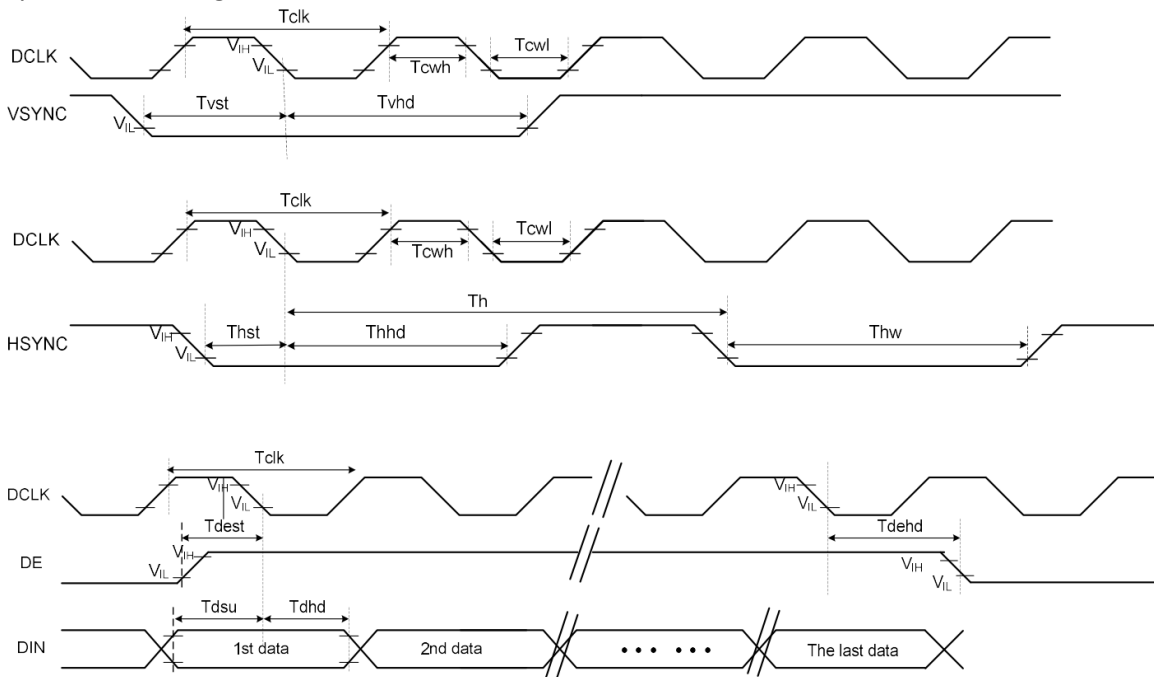 Tclk
DCLK VIH VIL Tcwh Tcwl
VSYNC VIL Tvst Tvhd
Tclk
DCLK VIH VIL Tcwh Tcwl
Th
HSYNC VIH VIL Thst Thhd Thw
Tclk
DCLK VIH VIL VIH VIL
Tdest Tdehd
DE VIH VIL VIH VIL
Tdsu Tdhd
DIN 1st data 2nd data • • • • • • The last data